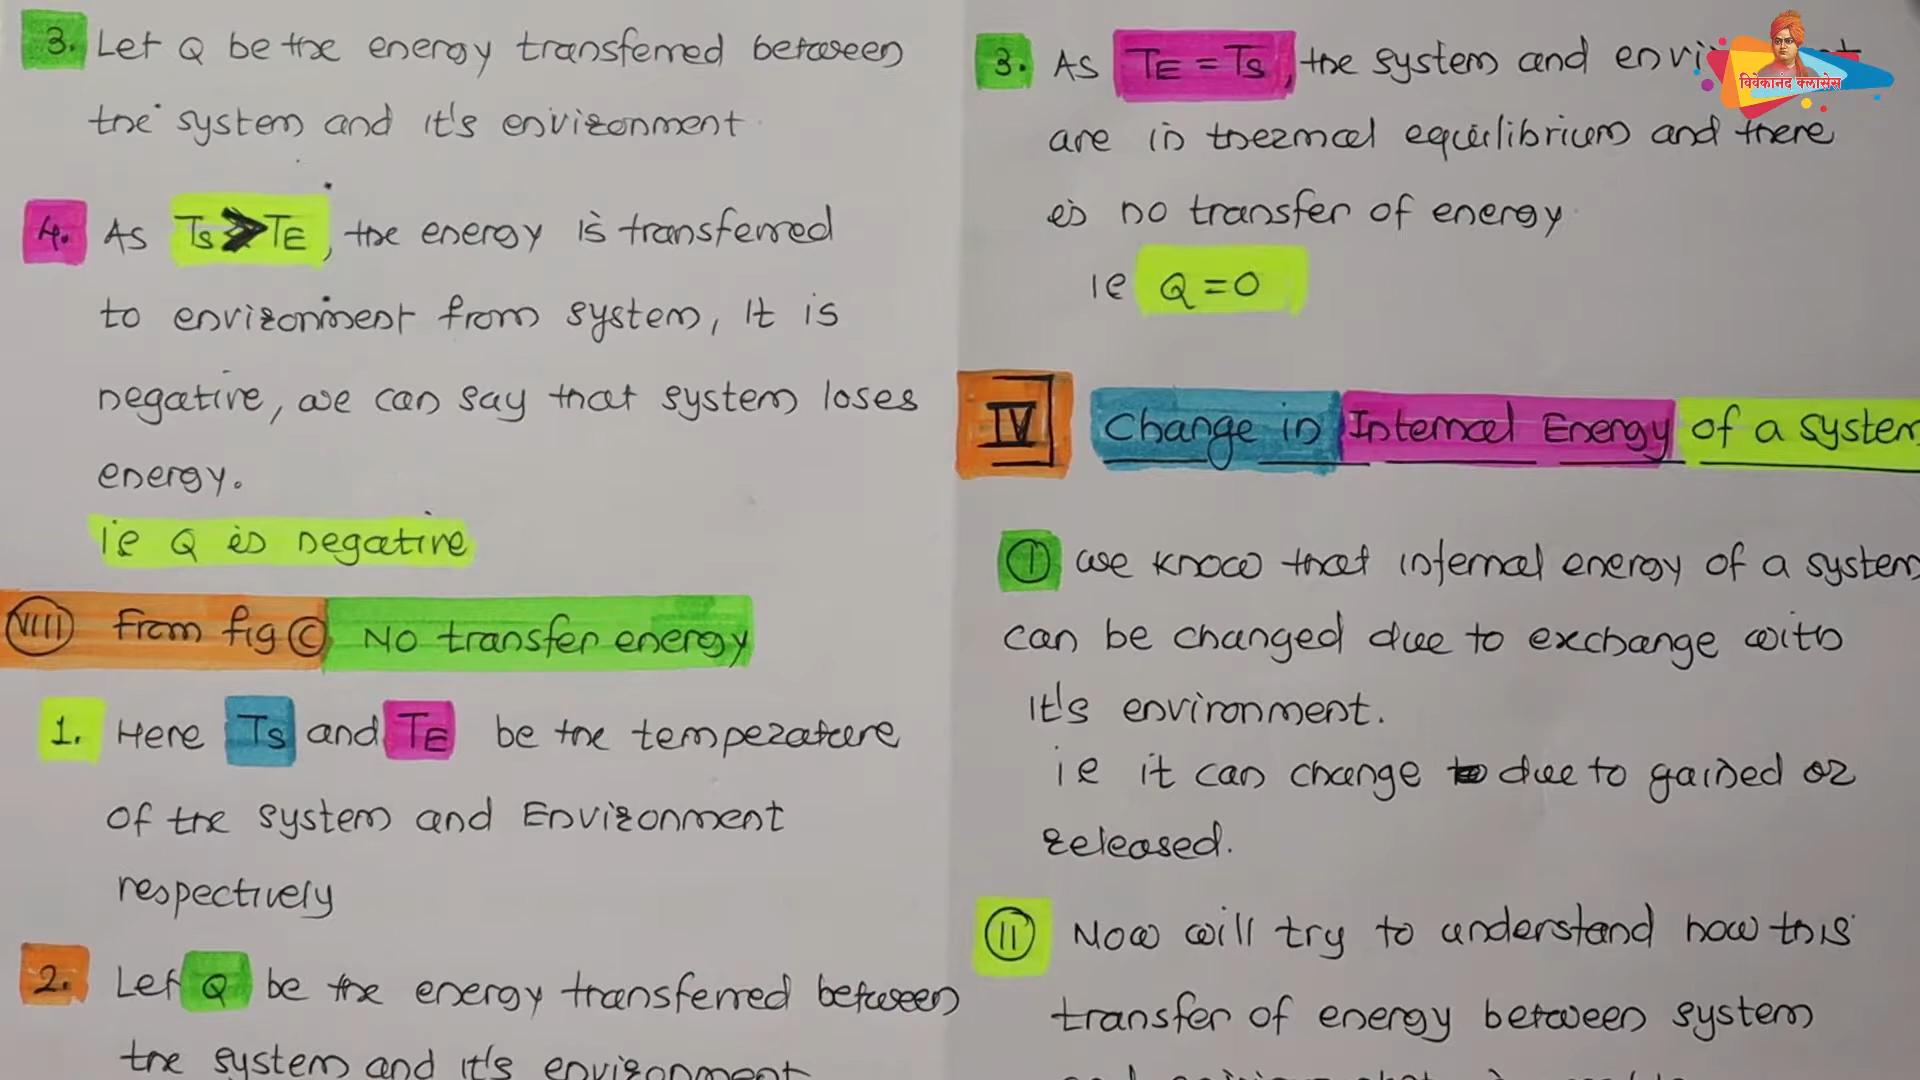 3. Let Q be the energy transferred between
the system and it's environment
4. As Ts > TE, the energy is transferred
to environment from system, It is
negative, we can say that system loses
energy.
ie Q is negative
VIII From fig C No transfer energy
1. Here Ts and TE be the temperature
of the system and Environment
respectively
2. Let Q be the energy transferred between
the system and it's environment
3. As TE = Ts, the system and
are in thermal equilibrium and there
is no transfer of energy
ie Q = 0
IV Change in Internal Energy of a system
I we know that internal energy of a system
can be changed due to exchange with
It's environment.
ie it can change due to gained or
released.
II Now will try to understand how this
transfer of energy between system
विवेकानंद क्लासेस